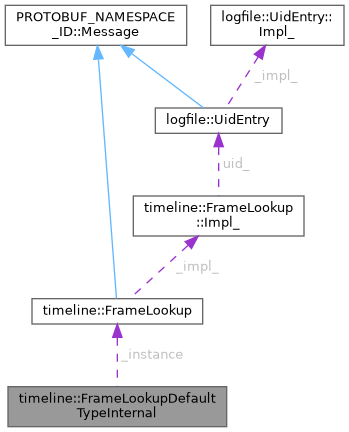 PROTOBUF_NAMESPACE
_ID::Message
logfile::UidEntry::
Impl_
_impl_
logfile::UidEntry
uid_
timeline::FrameLookup
::Impl_
_impl_
timeline::FrameLookup
_instance
timeline::FrameLookupDefault
TypeInternal